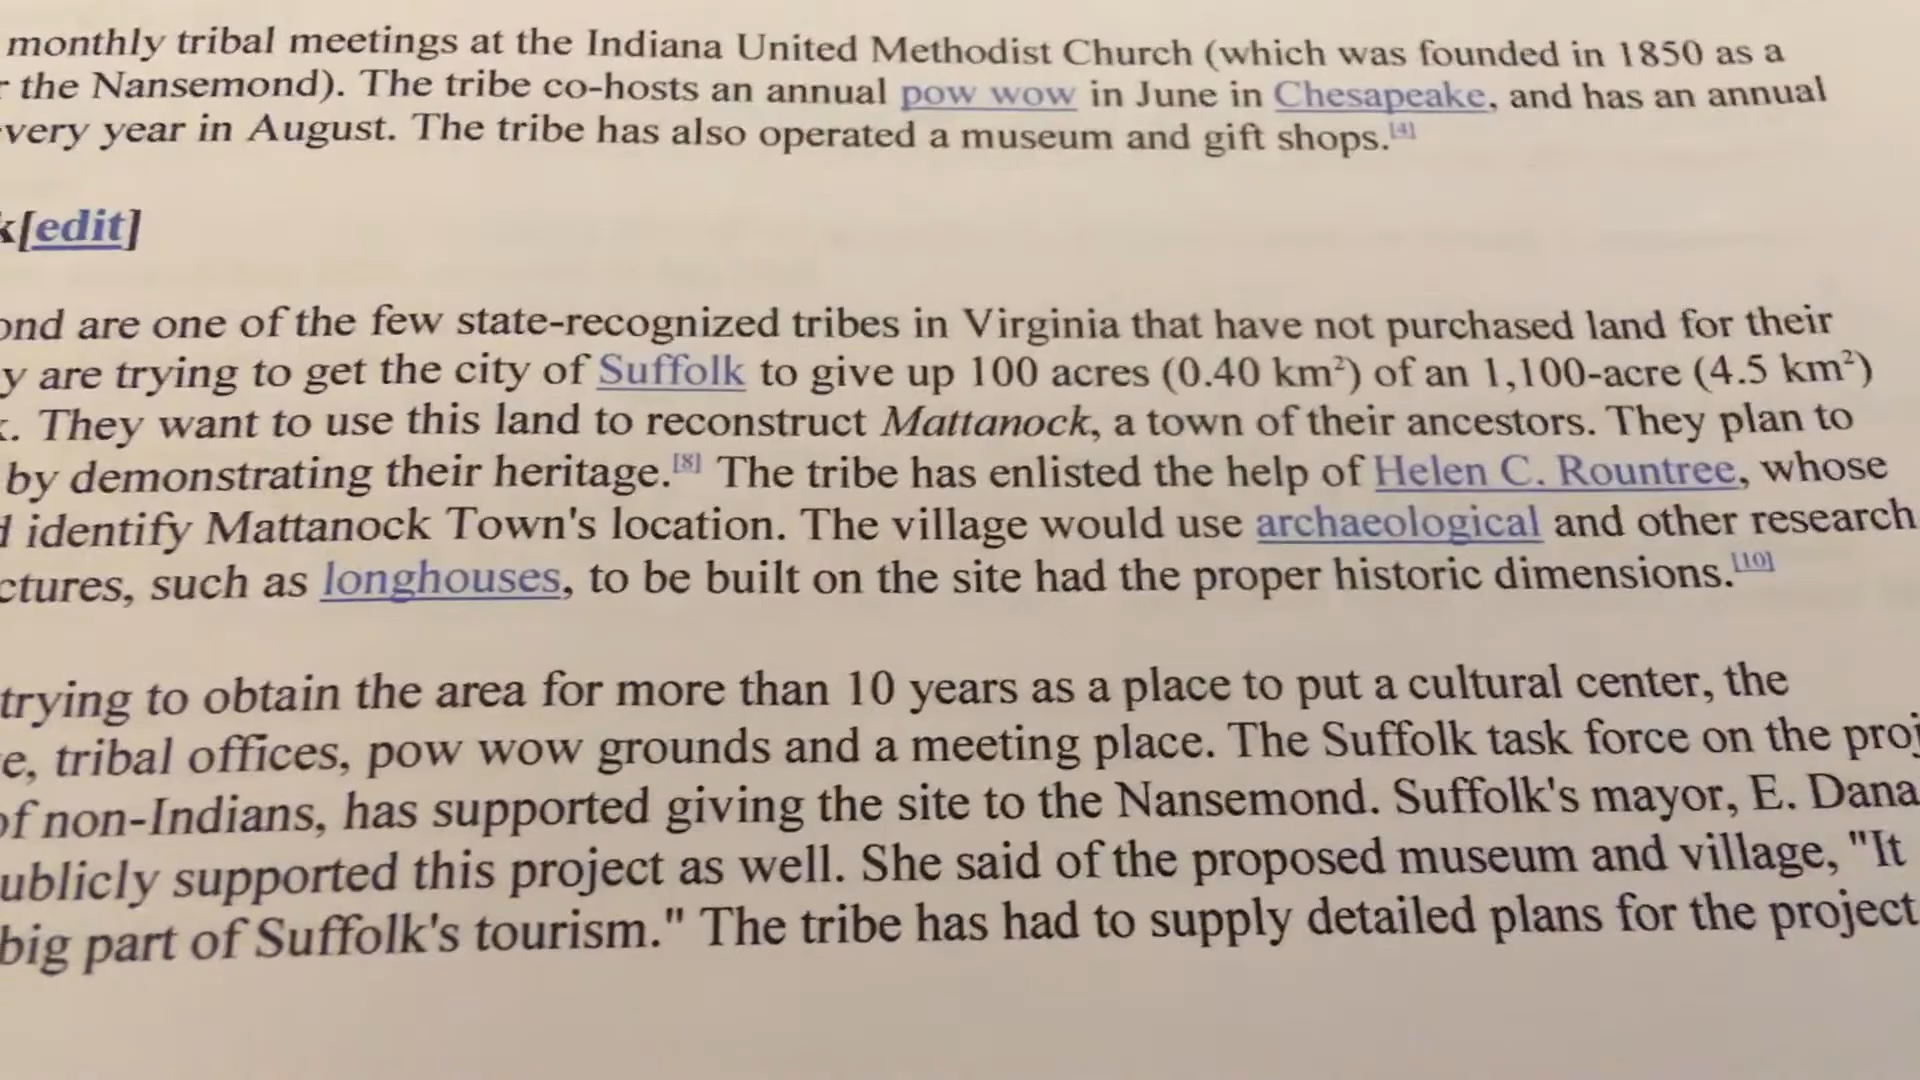 monthly tribal meetings at the Indiana United Methodist Church (which was founded in 1850 as a
the Nansemond). The tribe co-hosts an annual pow wow in June in Chesapeake, and has an annual
very year in August. The tribe has also operated a museum and gift shops.[4]
k[edit]
ond are one of the few state-recognized tribes in Virginia that have not purchased land for their
y are trying to get the city of Suffolk to give up 100 acres (0.40 km²) of an 1,100-acre (4.5 km²)
. They want to use this land to reconstruct Mattanock, a town of their ancestors. They plan to
by demonstrating their heritage.[8] The tribe has enlisted the help of Helen C. Rountree, whose
d identify Mattanock Town's location. The village would use archaeological and other research
ctures, such as longhouses, to be built on the site had the proper historic dimensions.[10]
trying to obtain the area for more than 10 years as a place to put a cultural center, the
e, tribal offices, pow wow grounds and a meeting place. The Suffolk task force on the proj
of non-Indians, has supported giving the site to the Nansemond. Suffolk's mayor, E. Dana
ublicly supported this project as well. She said of the proposed museum and village, "It
big part of Suffolk's tourism." The tribe has had to supply detailed plans for the project